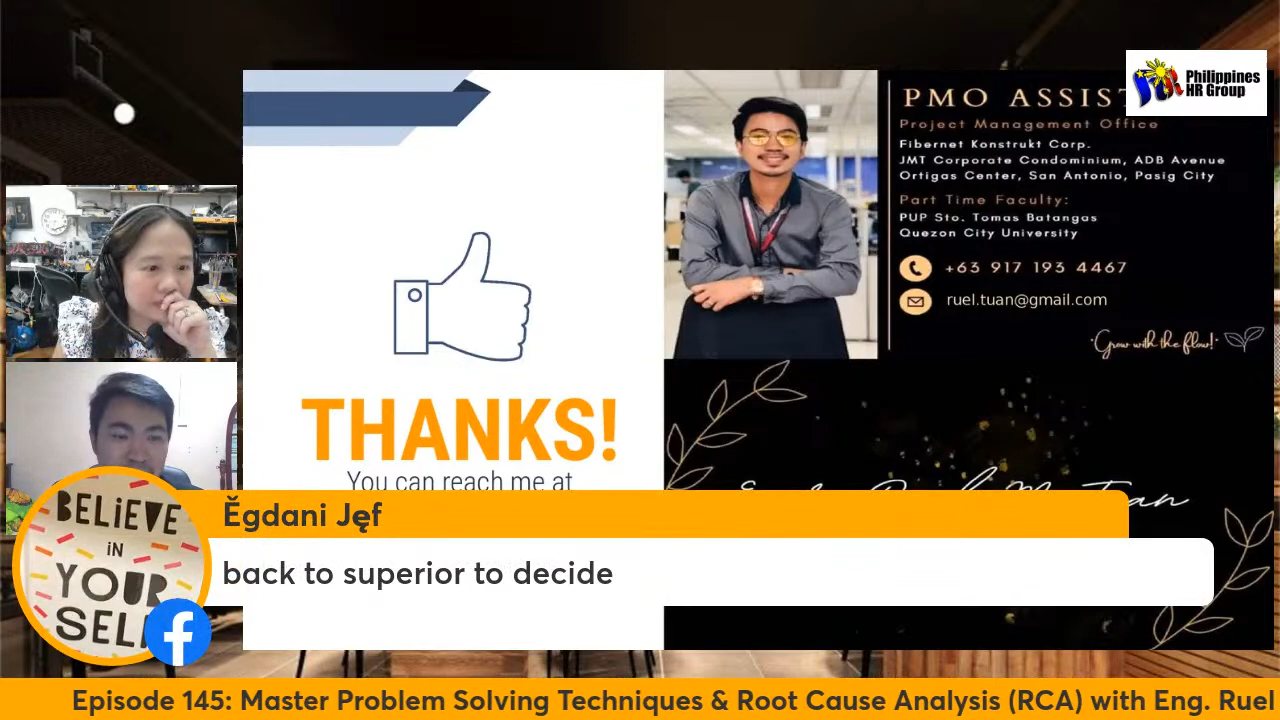 Philippines
HR Group
PMO ASSIST
Project Management Office
Fibernet Konstrukt Corp.
JMT Corporate Condominium, ADB Avenue
Ortigas Center, San Antonio, Pasig City
Part Time Faculty:
PUP Sto. Tomas Batangas
Quezon City University
+63 917 193 4467
ruel.tuan@gmail.com
"Grow with the flow!"
THANKS!
You can reach me at
BELiEVE
iN
YOUR
SELF
Ĕgdani Jęf
back to superior to decide
Episode 145: Master Problem Solving Techniques & Root Cause Analysis (RCA) with Eng. Ruel